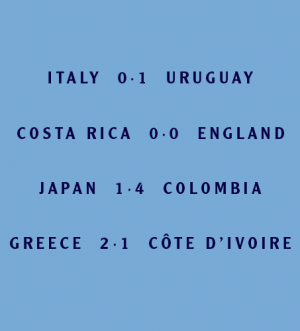 ITALY 0·1 URUGUAY
COSTA RICA 0·0 ENGLAND
JAPAN 1·4 COLOMBIA
GREECE 2·1 CÔTE D'IVOIRE